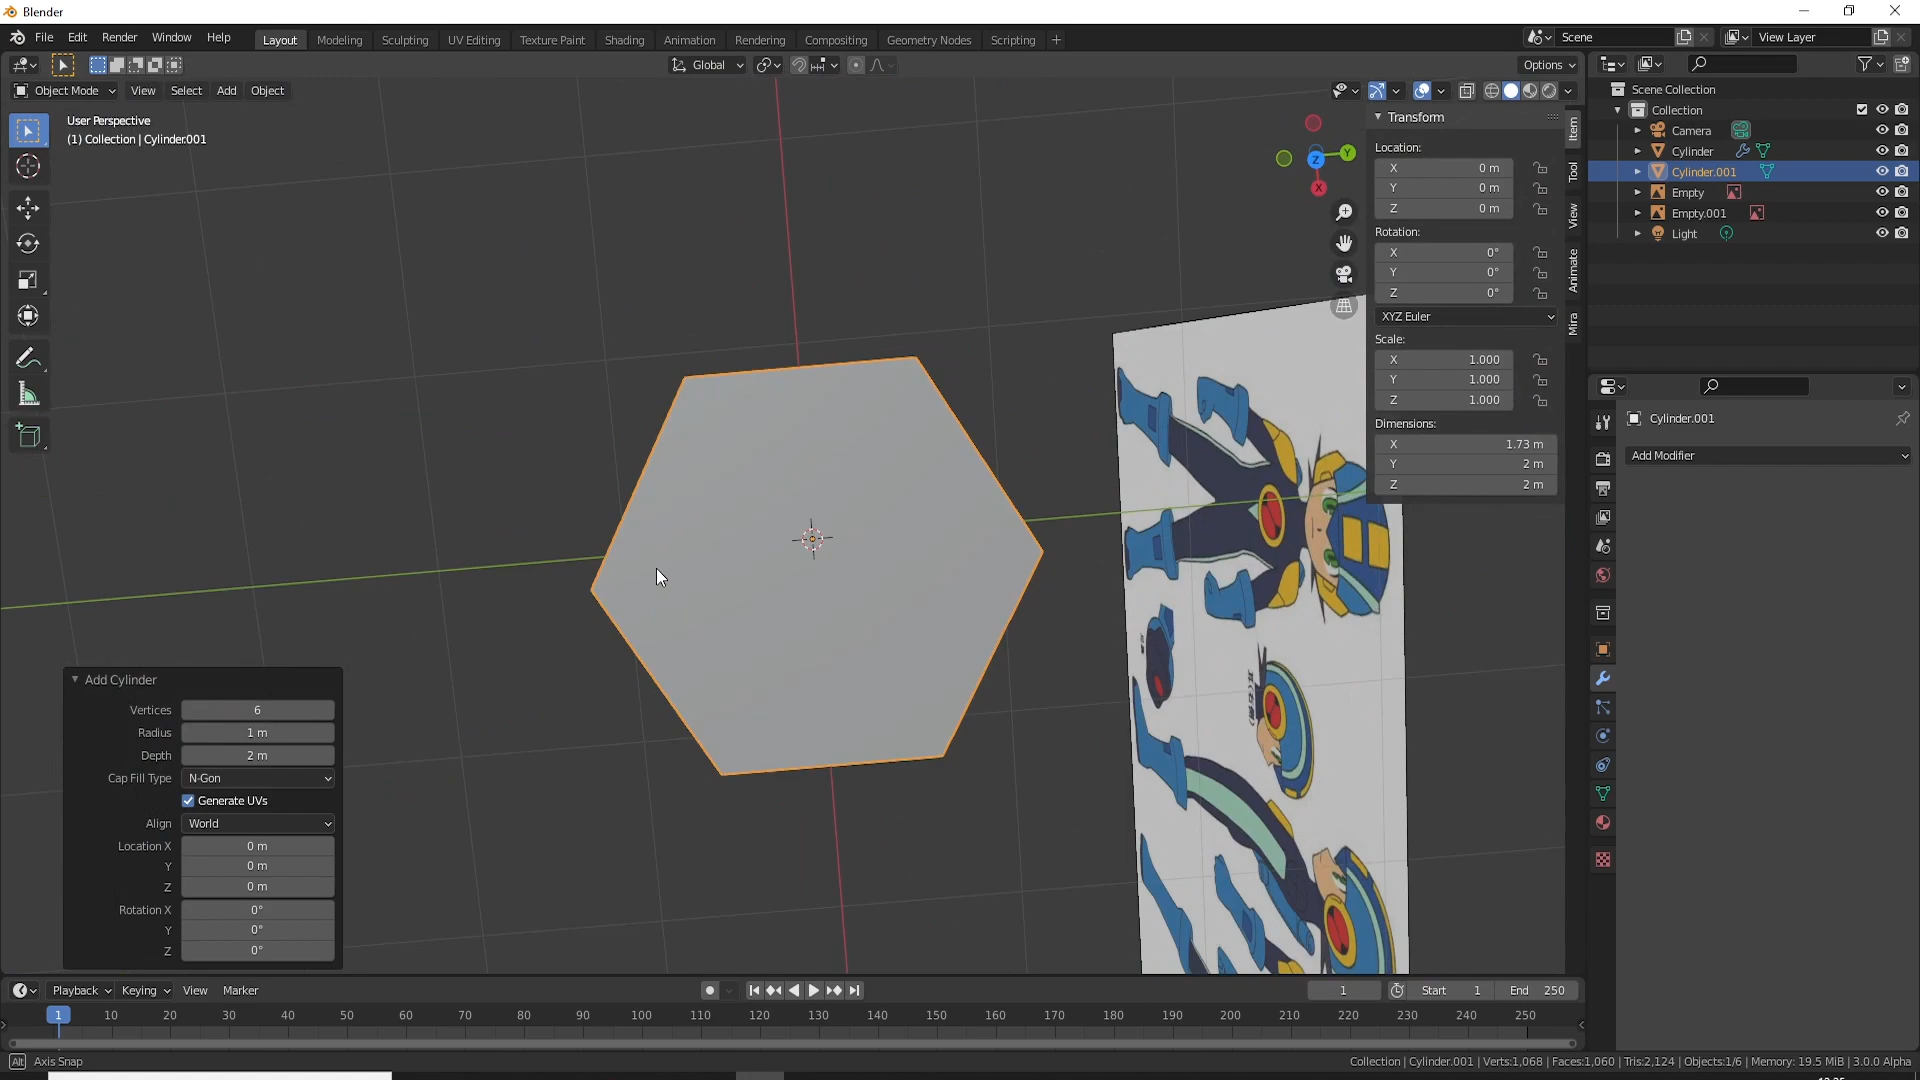 Blender
File Edit Render Window Help
Layout Modeling Sculpting UV Editing Texture Paint Shading Animation Rendering Compositing Geometry Nodes Scripting +
Scene
View Layer
Global
Options
Object Mode View Select Add Object
User Perspective
(1) Collection | Cylinder.001
Z
Y
X
Transform
Location:
X 0 m
Y 0 m
Z 0 m
Rotation:
X 0°
Y 0°
Z 0°
XYZ Euler
Scale:
X 1.000
Y 1.000
Z 1.000
Dimensions:
X 1.73 m
Y 2 m
Z 2 m
Item
Tool
View
Animate
Mira
Scene Collection
Collection
Camera
Cylinder
Cylinder.001
Empty
Empty.001
Light
Cylinder.001
Add Modifier
Add Cylinder
Vertices 6
Radius 1 m
Depth 2 m
Cap Fill Type N-Gon
Generate UVs
Align World
Location X 0 m
Y 0 m
Z 0 m
Rotation X 0°
Y 0°
Z 0°
Playback Keying View Marker
1
Start 1
End 250
1 10 20 30 40 50 60 70 80 90 100 110 120 130 140 150 160 170 180 190 200 210 220 230 240 250
Alt Axis Snap
Collection | Cylinder.001 | Verts:1,068 | Faces:1,060 | Tris:2,124 | Objects:1/6 | Memory: 19.5 MiB | 3.0.0 Alpha